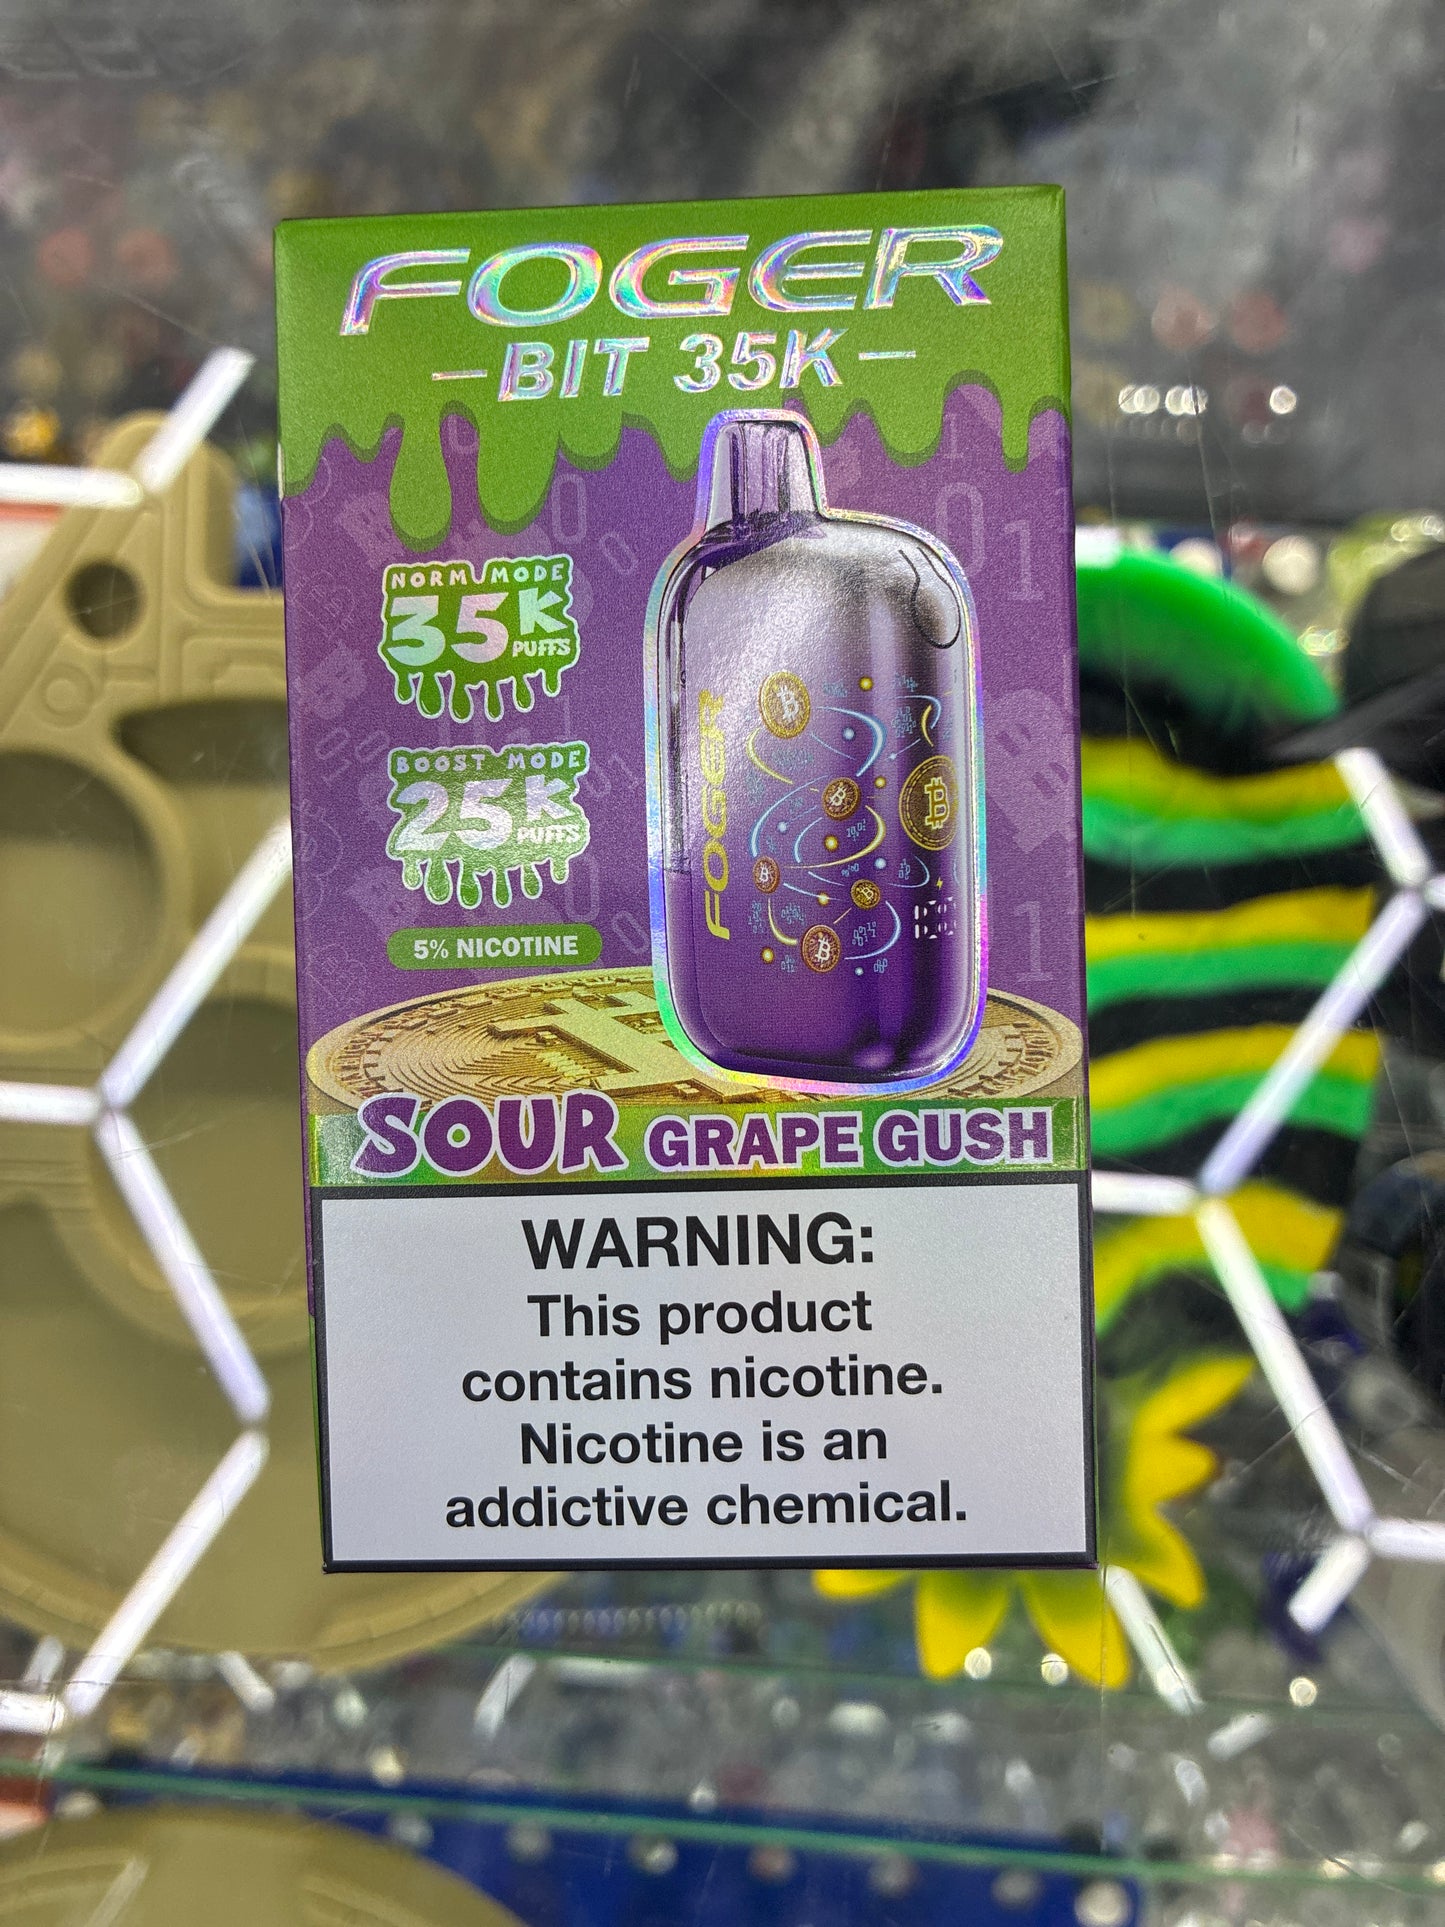 FOGER
BIT 35K
NORM MODE
35K
PUFFS
BOOST MODE
25K
PUFFS
5% NICOTINE
FOGER
SOUR GRAPE GUSH
WARNING:
This product
contains nicotine.
Nicotine is an
addictive chemical.